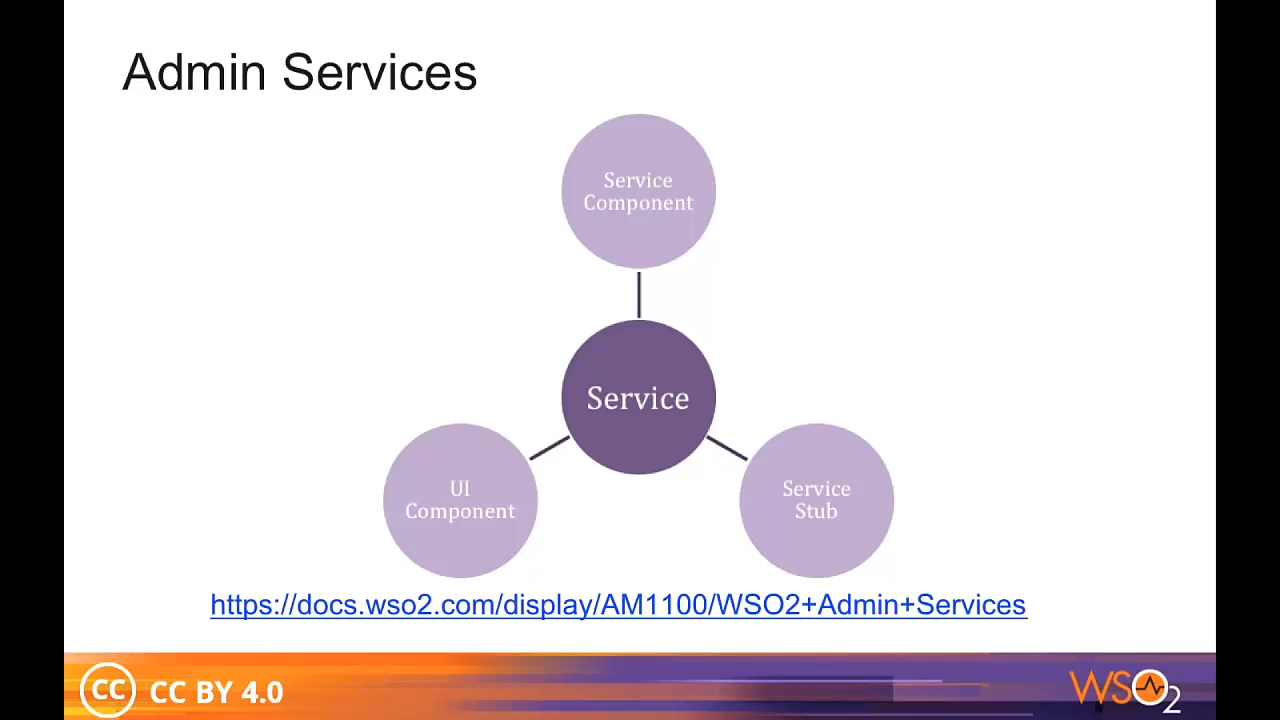 Admin Services
Service
Component
Service
UI
Component
Service
Stub
https://docs.wso2.com/display/AM1100/WSO2+Admin+Services
CC CC BY 4.0
WSO2